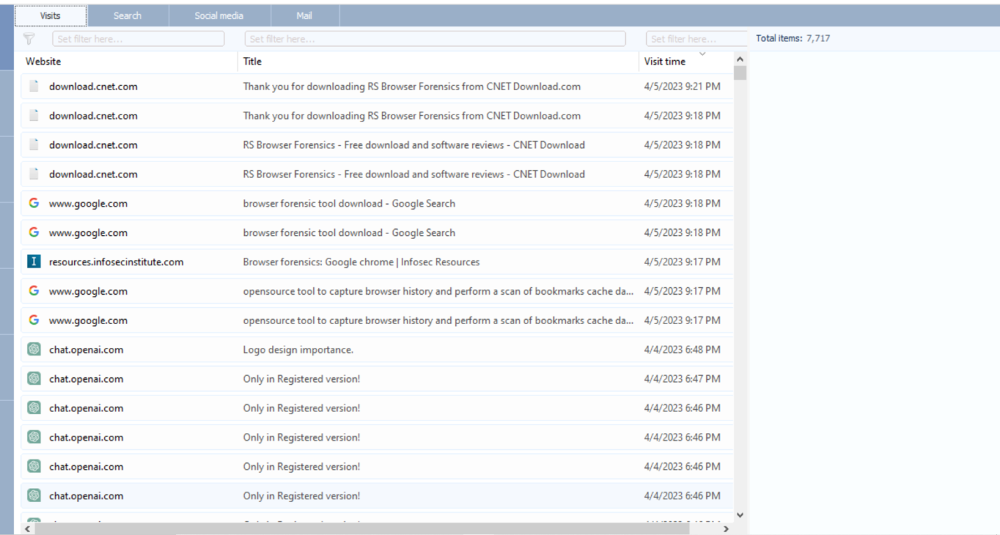 Visits Search Social media Mail
Set filter here... Set filter here... Set filter here... Total items: 7,717
Website Title Visit time
download.cnet.com Thank you for downloading RS Browser Forensics from CNET Download.com 4/5/2023 9:21 PM
download.cnet.com Thank you for downloading RS Browser Forensics from CNET Download.com 4/5/2023 9:18 PM
download.cnet.com RS Browser Forensics - Free download and software reviews - CNET Download 4/5/2023 9:18 PM
download.cnet.com RS Browser Forensics - Free download and software reviews - CNET Download 4/5/2023 9:18 PM
www.google.com browser forensic tool download - Google Search 4/5/2023 9:18 PM
www.google.com browser forensic tool download - Google Search 4/5/2023 9:18 PM
resources.infosecinstitute.com Browser forensics: Google chrome | Infosec Resources 4/5/2023 9:17 PM
www.google.com opensource tool to capture browser history and perform a scan of bookmarks cache da... 4/5/2023 9:17 PM
www.google.com opensource tool to capture browser history and perform a scan of bookmarks cache da... 4/5/2023 9:17 PM
chat.openai.com Logo design importance. 4/4/2023 6:48 PM
chat.openai.com Only in Registered version! 4/4/2023 6:47 PM
chat.openai.com Only in Registered version! 4/4/2023 6:46 PM
chat.openai.com Only in Registered version! 4/4/2023 6:46 PM
chat.openai.com Only in Registered version! 4/4/2023 6:46 PM
chat.openai.com Only in Registered version! 4/4/2023 6:46 PM